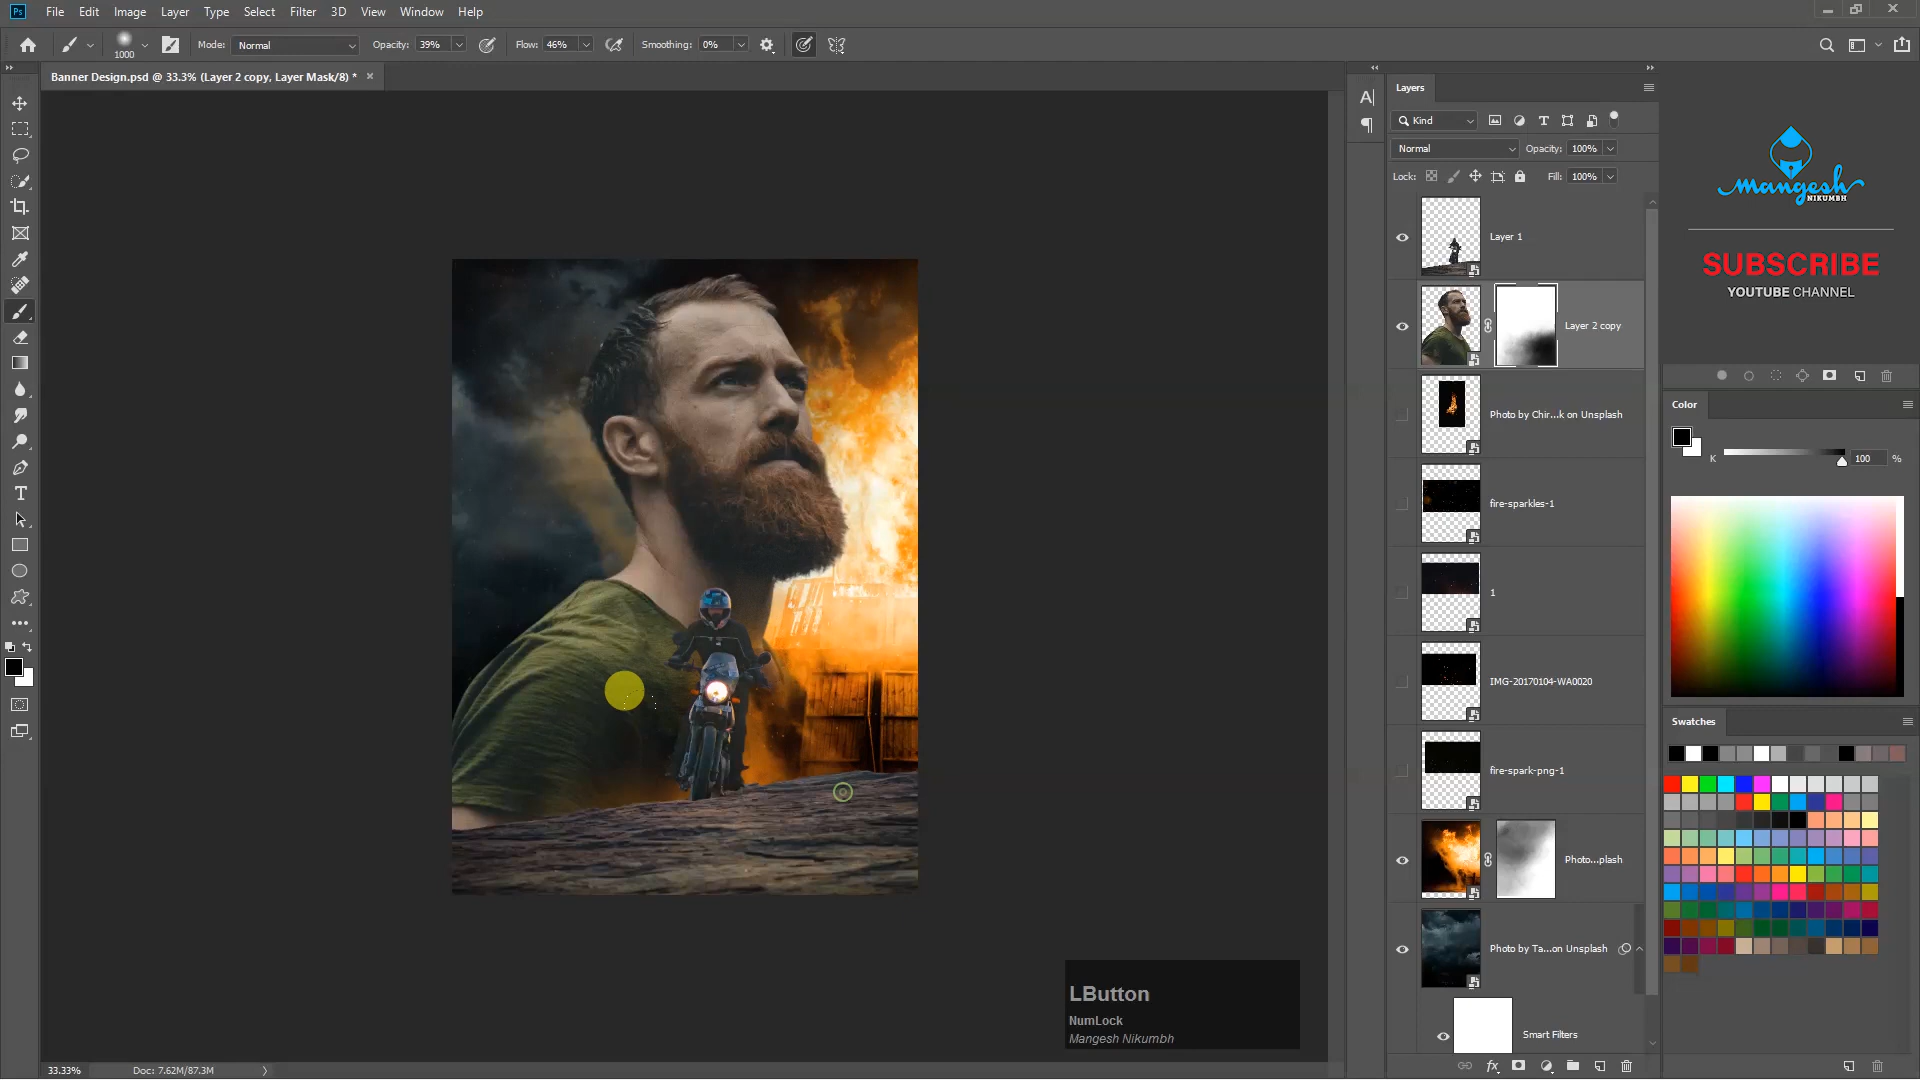 Ps File Edit Image Layer Type Select Filter 3D View Window Help
1000 Mode: Normal Opacity: 39% Flow: 46% Smoothing: 0%
Banner Design.psd @ 33.3% (Layer 2 copy, Layer Mask/8) *
Layers
Kind
Normal Opacity: 100%
Lock: Fill: 100%
Layer 1
Layer 2 copy
Photo by Chir...k on Unsplash
fire-sparkles-1
1
IMG-20170104-WA0020
fire-spark-png-1
Photo...plash
Photo by Ta...on Unsplash
Smart Filters
mangesh
NIKUMBH
SUBSCRIBE
YOUTUBE CHANNEL
Color
K 100 %
Swatches
LButton
NumLock
Mangesh Nikumbh
33.33% Doc: 7.62M/87.3M